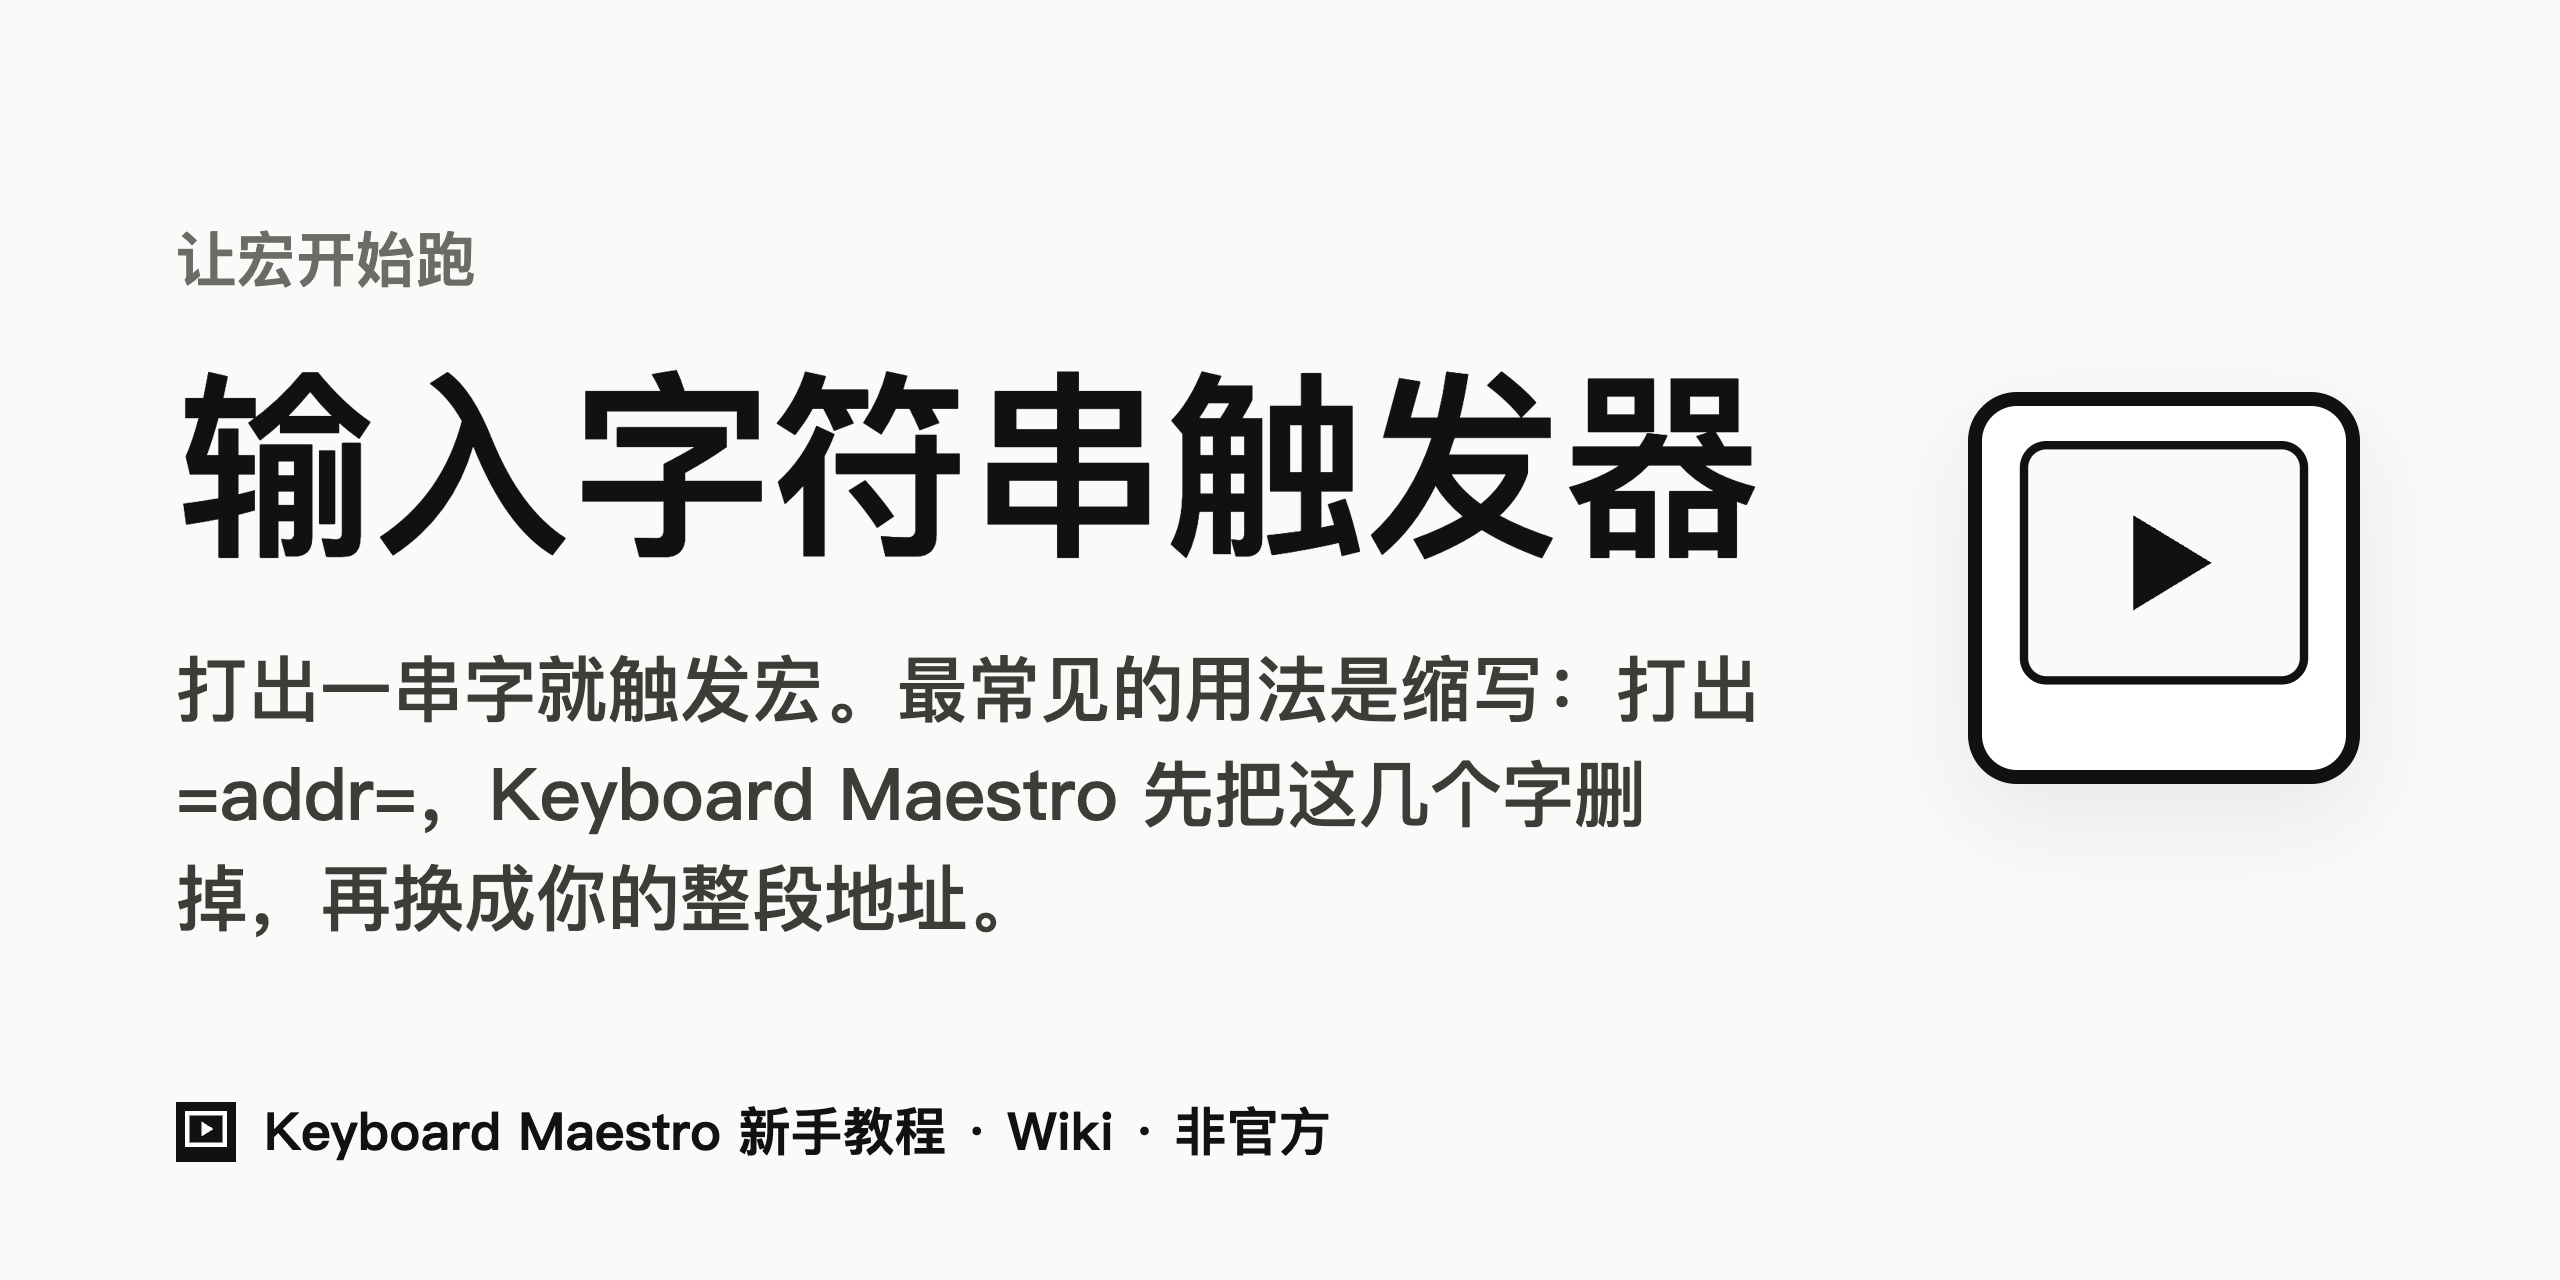 让宏开始跑
输入字符串触发器
打出一串字就触发宏。最常见的用法是缩写：打出
=addr=，Keyboard Maestro 先把这几个字删
掉，再换成你的整段地址。
Keyboard Maestro 新手教程 · Wiki · 非官方